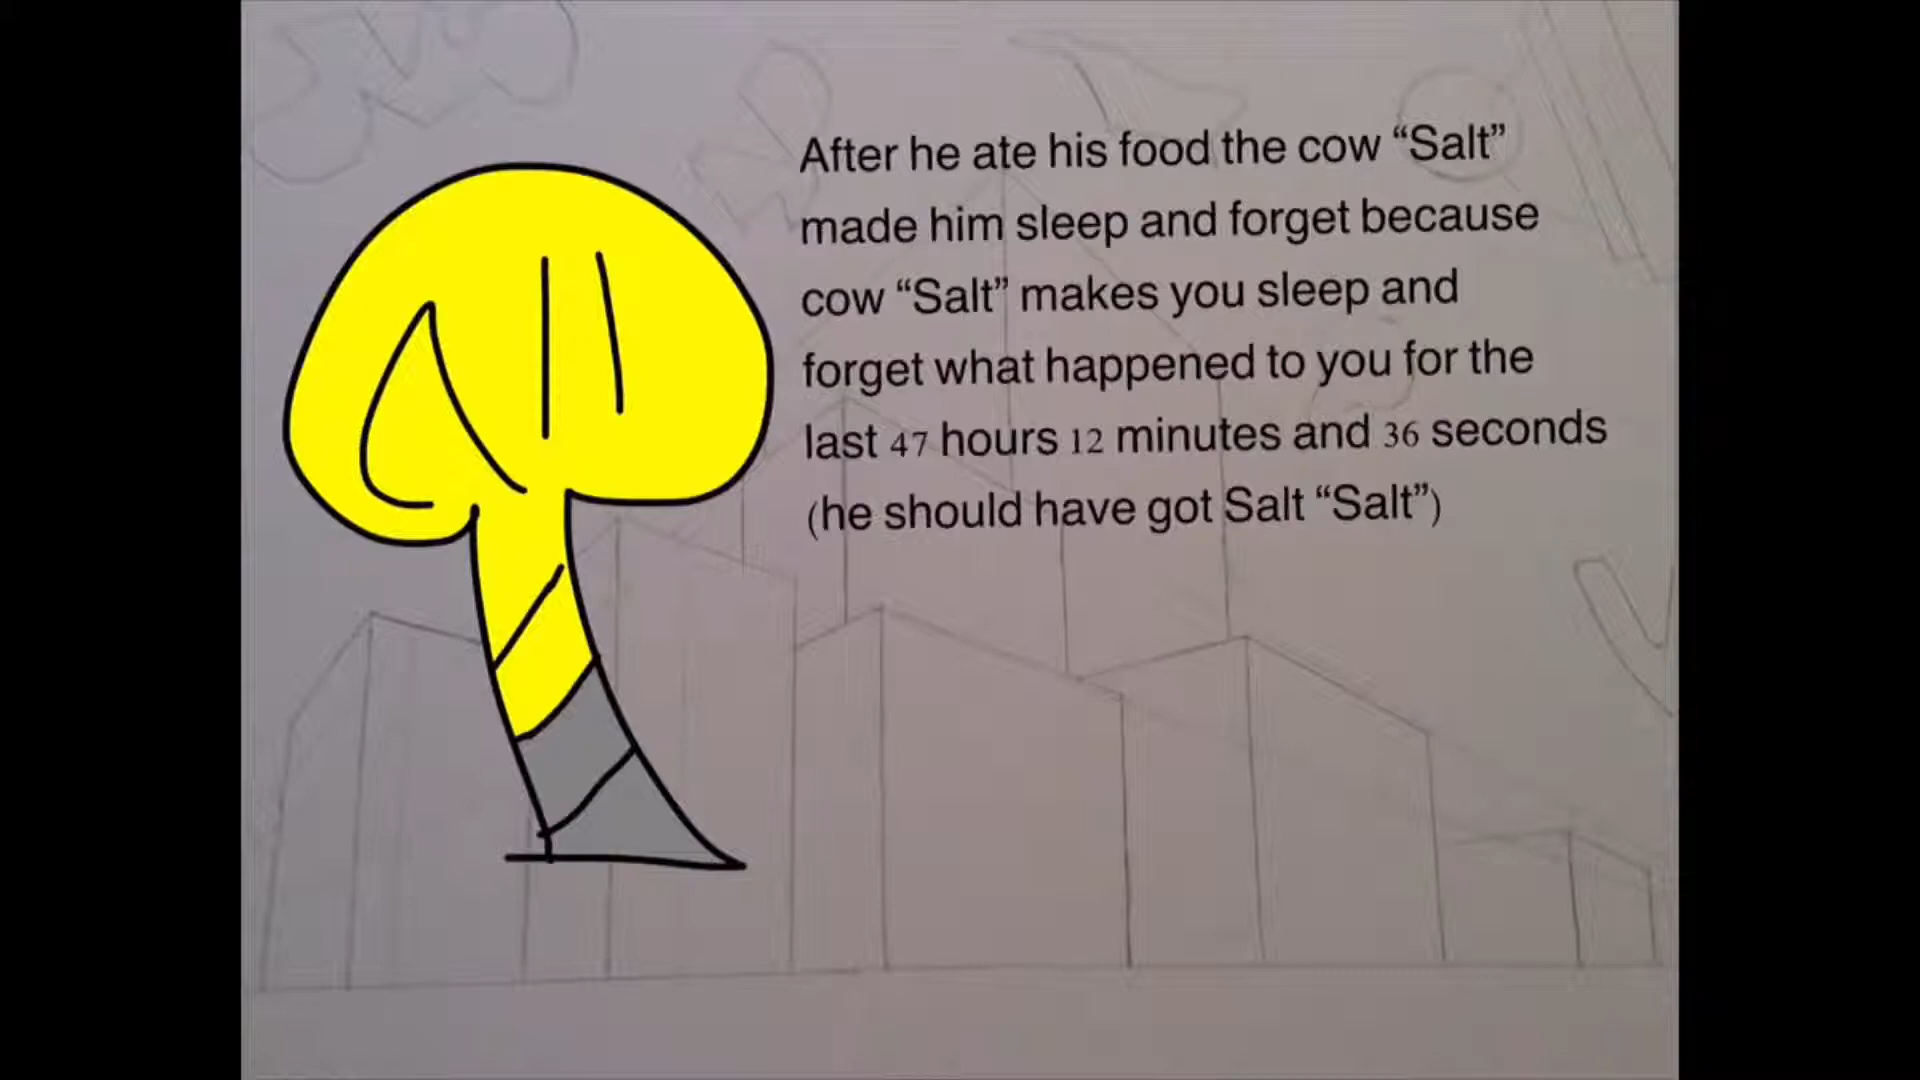 After he ate his food the cow “Salt”
made him sleep and forget because
cow “Salt” makes you sleep and
forget what happened to you for the
last 47 hours 12 minutes and 36 seconds
(he should have got Salt “Salt”)